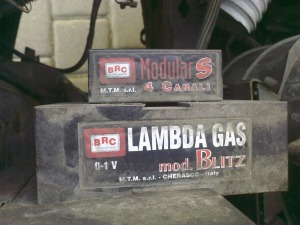 BRC
Modular S
4 CANALI
M.T.M. s.r.l.
BRC
0-1 V
LAMBDA GAS
mod. BLITZ
M.T.M. s.r.l. - CHERASCO - Italy